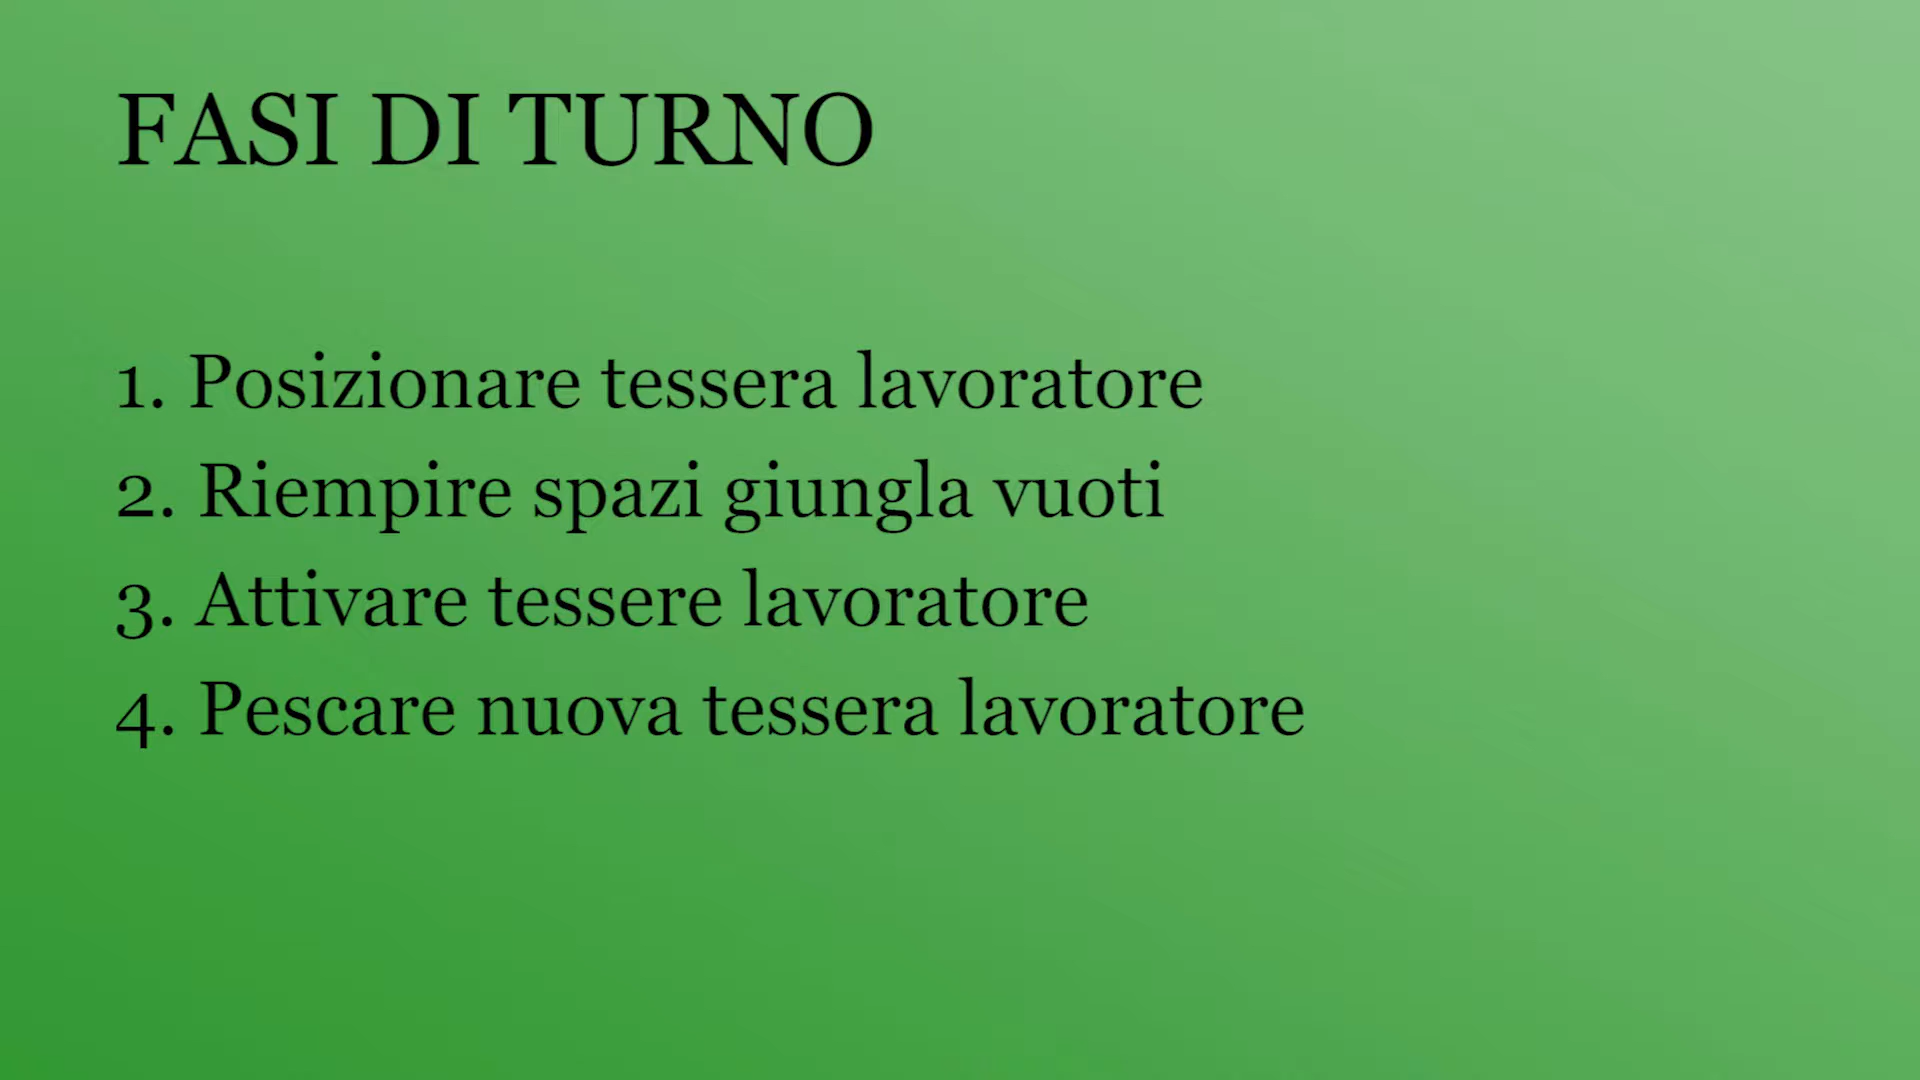 FASI DI TURNO
1. Posizionare tessera lavoratore
2. Riempire spazi giungla vuoti
3. Attivare tessere lavoratore
4. Pescare nuova tessera lavoratore